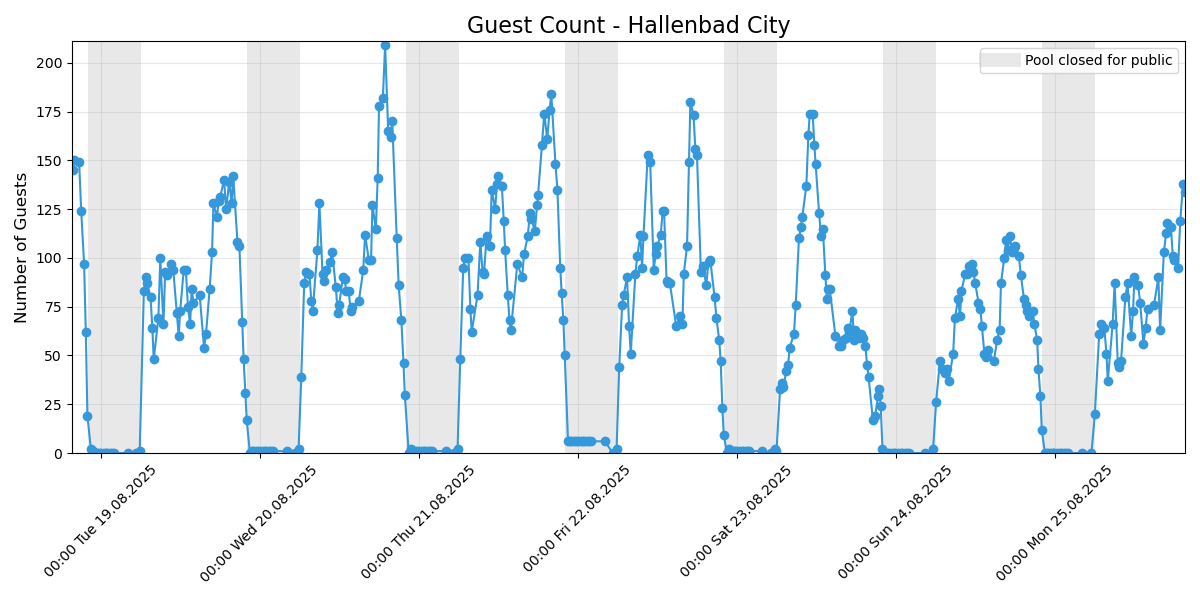 Guest Count - Hallenbad City
Pool closed for public
Number of Guests
200
175
150
125
100
75
50
25
0
00:00 Tue 19.08.2025
00:00 Wed 20.08.2025
00:00 Thu 21.08.2025
00:00 Fri 22.08.2025
00:00 Sat 23.08.2025
00:00 Sun 24.08.2025
00:00 Mon 25.08.2025